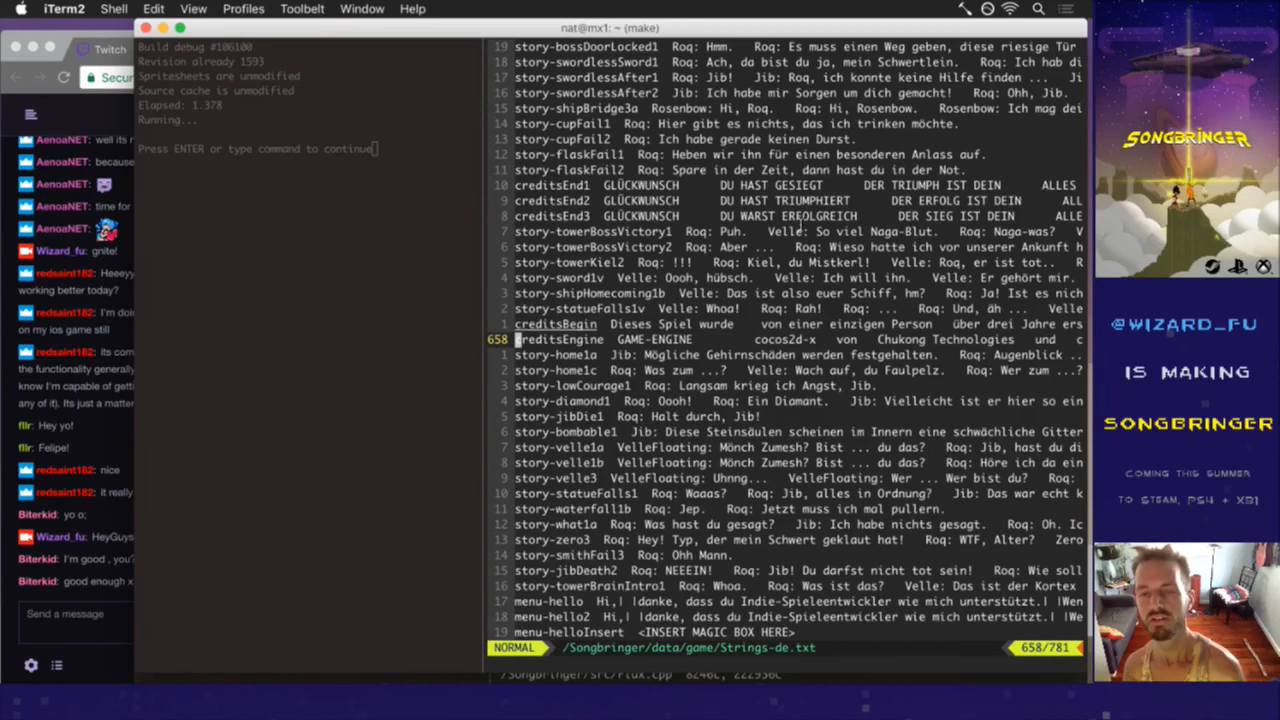 iTerm2 Shell Edit View Profiles Toolbelt Window Help
nat@mx1: ~ (make)
Twitch
Secur
AenoaNET: well its
AenoaNET: because
AenoaNET:
AenoaNET: time for
AenoaNET:
Wizard_fu: gnite!
redsaint182: Heeeyy
working better today?
redsaint182: I'm doi
on my ios game still
redsaint182: its com
the functionality generally
know I'm capable of getti
any of it). Its just a matte
fllr: Hey yo!
fllr: Felipe!
redsaint182: nice
redsaint182: it really
Biterkid: yo o;
Wizard_fu: HeyGuys
Biterkid: I'm good , you?
Biterkid: good enough x
Send a message
Build debug #106100
Revision already 1593
Spritesheets are unmodified
Source cache is unmodified
Elapsed: 1.378
Running...
Press ENTER or type command to continue
19 story-bossDoorLocked1 Roq: Hmm. Roq: Es muss einen Weg geben, diese riesige Tür
18 story-swordlessSword1 Roq: Ach, da bist du ja, mein Schwertlein. Roq: Ich hab di
17 story-swordlessAfter1 Roq: Jib! Jib: Roq, ich konnte keine Hilfe finden ... Ji
16 story-swordlessAfter2 Jib: Ich habe mir Sorgen um dich gemacht! Roq: Ohh, Jib.
15 story-shipBridge3a Rosenbow: Hi, Roq. Roq: Hi, Rosenbow. Rosenbow: Ich mag dei
14 story-cupFail1 Roq: Hier gibt es nichts, das ich trinken möchte.
13 story-cupFail2 Roq: Ich habe gerade keinen Durst.
12 story-flaskFail1 Roq: Heben wir ihn für einen besonderen Anlass auf.
11 story-flaskFail2 Roq: Spare in der Zeit, dann hast du in der Not.
10 creditsEnd1 GLÜCKWUNSCH DU HAST GESIEGT DER TRIUMPH IST DEIN ALLES
9 creditsEnd2 GLÜCKWUNSCH DU HAST TRIUMPHIERT DER ERFOLG IST DEIN ALL
8 creditsEnd3 GLÜCKWUNSCH DU WARST ERFOLGREICH DER SIEG IST DEIN ALLE
7 story-towerBossVictory1 Roq: Puh. Velle: So viel Naga-Blut. Roq: Naga-was? V
6 story-towerBossVictory2 Roq: Aber ... Roq: Wieso hatte ich vor unserer Ankunft h
5 story-towerKiel2 Roq: !!! Roq: Kiel, du Mistkerl! Velle: Roq, er ist tot.. R
4 story-sword1v Velle: Oooh, hübsch. Velle: Ich will ihn. Velle: Er gehört mir.
3 story-shipHomecoming1b Velle: Das ist also euer Schiff, hm? Roq: Ja! Ist es nich
2 story-statueFalls1v Velle: Whoa! Roq: Rah! Roq: ... Roq: Und, äh ... Velle
1 creditsBegin Dieses Spiel wurde von einer einzigen Person über drei Jahre ers
658 creditsEngine GAME-ENGINE cocos2d-x von Chukong Technologies und c
1 story-home1a Jib: Mögliche Gehirnschäden werden festgehalten. Roq: Augenblick ..
2 story-home1c Roq: Was zum ...? Velle: Wach auf, du Faulpelz. Roq: Wer zum ...?
3 story-lowCourage1 Roq: Langsam krieg ich Angst, Jib.
4 story-diamond1 Roq: Oooh! Roq: Ein Diamant. Jib: Vielleicht ist er hier so ein
5 story-jibDie1 Roq: Halt durch, Jib!
6 story-bombable1 Jib: Diese Steinsäulen scheinen im Innern eine schwächliche Gitter
7 story-velle1a VelleFloating: Mönch Zumesh? Bist ... du das? Roq: Jib, hast du di
8 story-velle1b VelleFloating: Mönch Zumesh? Bist ... du das? Roq: Höre ich da ein
9 story-velle3 VelleFloating: Uhnng... VelleFloating: Wer ... Wer bist du? Roq:
10 story-statueFalls1 Roq: Waaas? Roq: Jib, alles in Ordnung? Jib: Das war echt k
11 story-waterfall1b Roq: Jep. Roq: Jetzt muss ich mal pullern.
12 story-what1a Roq: Was hast du gesagt? Jib: Ich habe nichts gesagt. Roq: Oh. Ic
13 story-zero3 Roq: Hey! Typ, der mein Schwert geklaut hat! Roq: WTF, Alter? Zero
14 story-smithFail3 Roq: Ohh Mann.
15 story-jibDeath2 Roq: NEEEIN! Roq: Jib! Du darfst nicht tot sein! Roq: Wie soll
16 story-towerBrainIntro1 Roq: Whoa. Roq: Was ist das? Velle: Das ist der Kortex
17 menu-hello Hi,| |danke, dass du Indie-Spieleentwickler wie mich unterstützt.| |Wen
18 menu-hello2 Hi,| |danke, dass du Indie-Spieleentwickler wie mich unterstützt.| |We
19 menu-helloInsert <INSERT MAGIC BOX HERE>
NORMAL /Songbringer/data/game/Strings-de.txt 658/781
/Songbringer/src/Flux.cpp 8246L, 222936C
SONGBRINGER
@WIZARD_FU
IS MAKING
SONGBRINGER
COMING THIS SUMMER
TO STEAM, PS4 + XB1